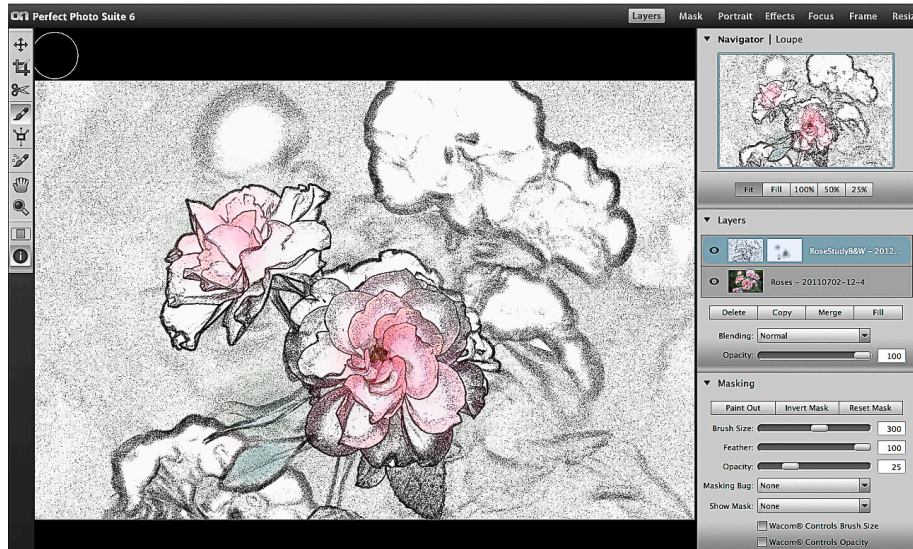 on Perfect Photo Suite 6
Layers Mask Portrait Effects Focus Frame Resiz
Navigator | Loupe
Fit Fill 100% 50% 25%
Layers
RoseStudyB&W - 2012...
Roses - 20110702-12-4
Delete Copy Merge Fill
Blending: Normal
Opacity: 100
Masking
Paint Out Invert Mask Reset Mask
Brush Size: 300
Feather: 100
Opacity: 25
Masking Bug: None
Show Mask: None
Wacom® Controls Brush Size
Wacom® Controls Opacity